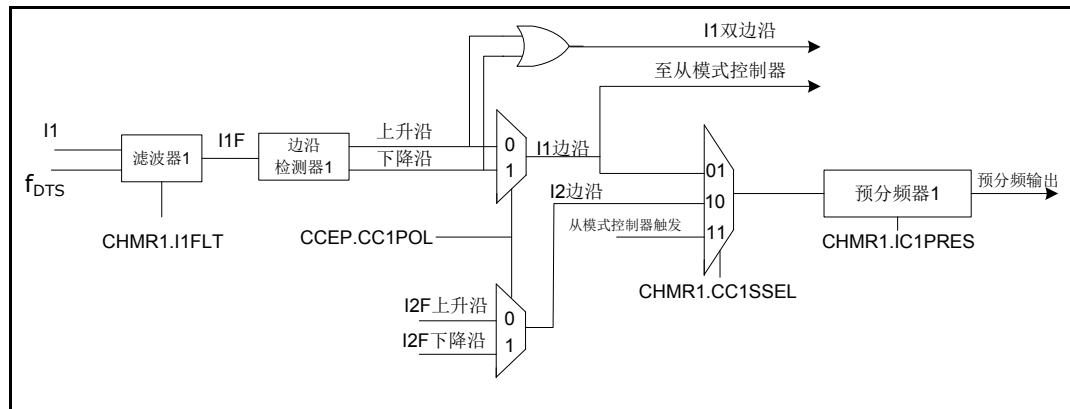 I1双边沿
至从模式控制器
I1
f_DTS
滤波器1
I1F
边沿
检测器1
上升沿
下降沿
0
1
I1边沿
I2边沿
从模式控制器触发
01
10
11
预分频器1
预分频输出
CHMR1.I1FLT
CCEP.CC1POL
CHMR1.CC1SSEL
CHMR1.IC1PRES
I2F上升沿
I2F下降沿
0
1